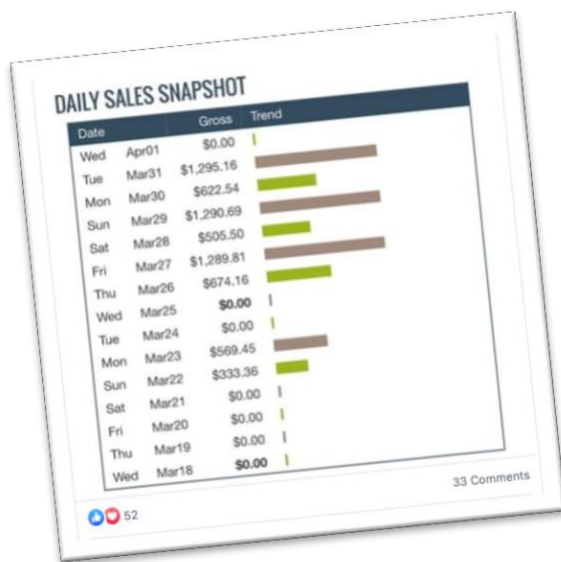 DAILY SALES SNAPSHOT
Date Gross Trend
Wed Apr01 $0.00
Tue Mar31 $1,295.16
Mon Mar30 $622.54
Sun Mar29 $1,290.69
Sat Mar28 $505.50
Fri Mar27 $1,289.81
Thu Mar26 $674.16
Wed Mar25 $0.00
Tue Mar24 $0.00
Mon Mar23 $569.45
Sun Mar22 $333.36
Sat Mar21 $0.00
Fri Mar20 $0.00
Thu Mar19 $0.00
Wed Mar18 $0.00
52
33 Comments